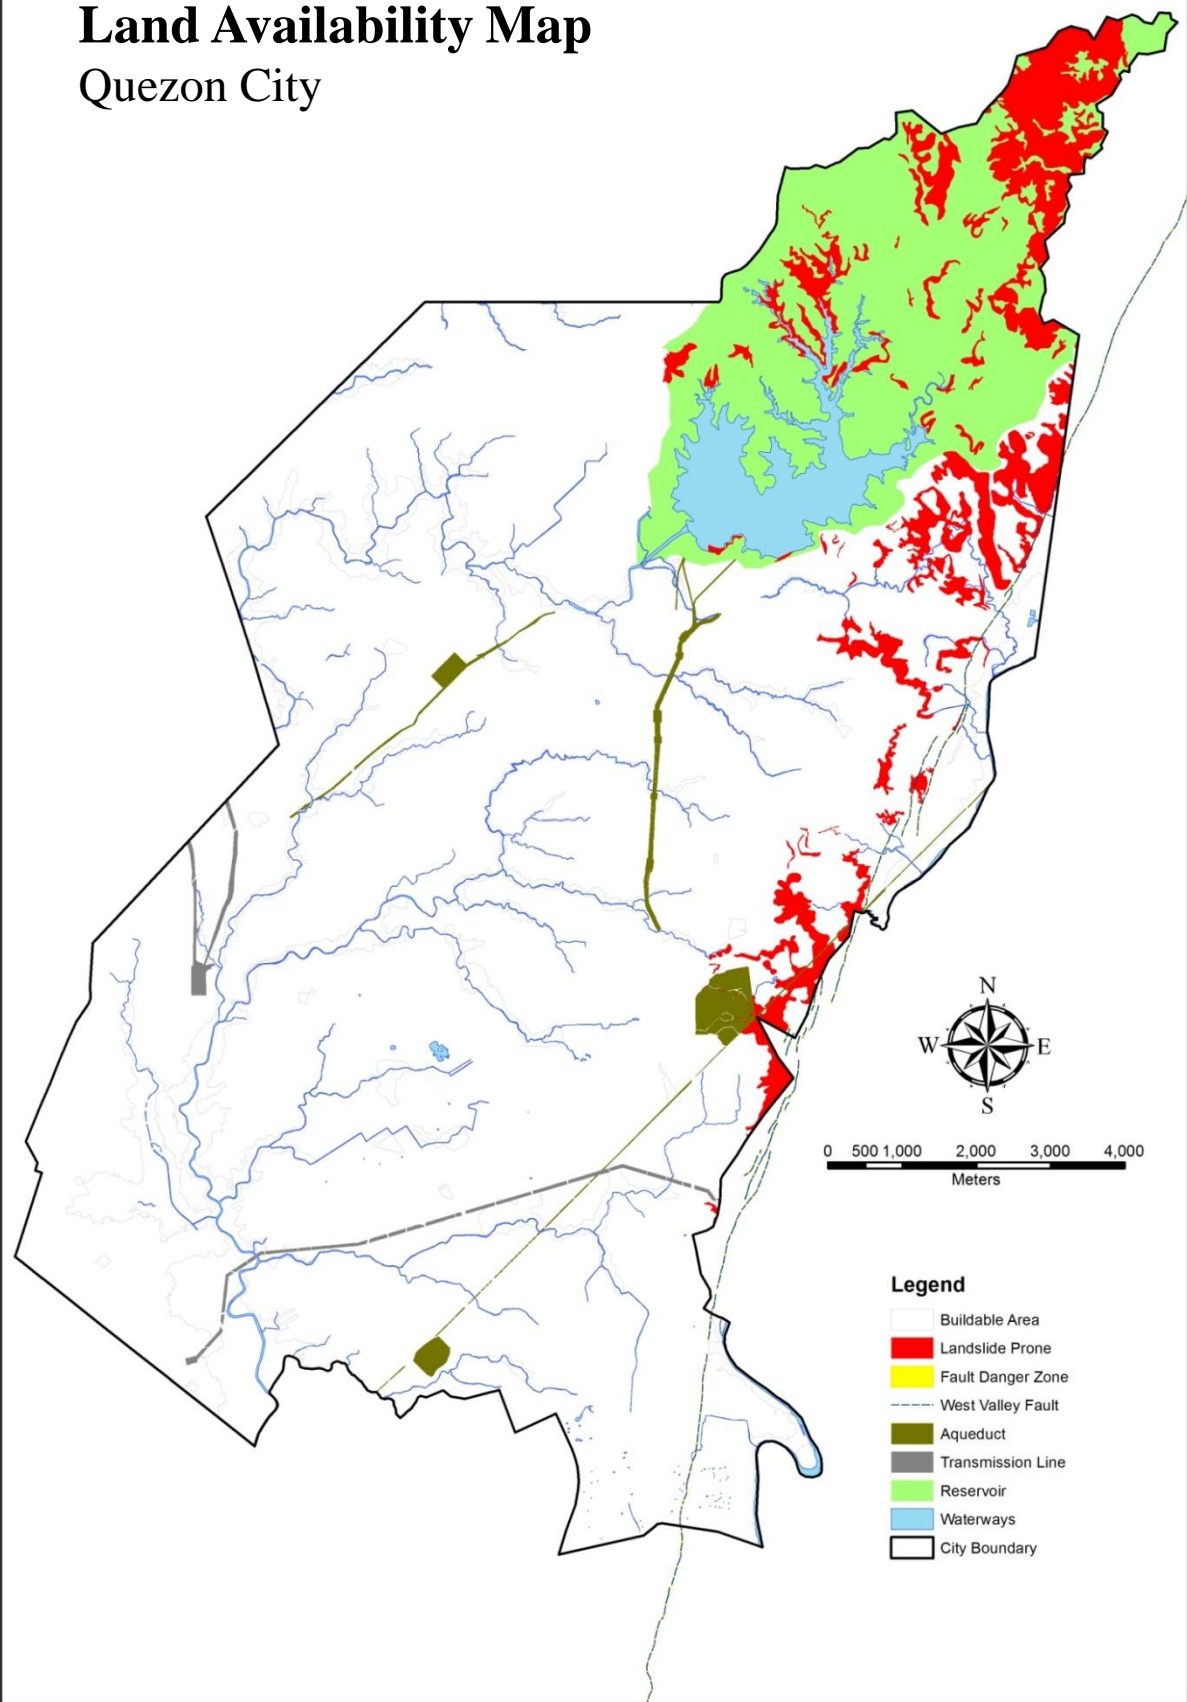 Land Availability Map
Quezon City
N
W E
S
0 500 1,000 2,000 3,000 4,000
Meters
Legend
Buildable Area
Landslide Prone
Fault Danger Zone
West Valley Fault
Aqueduct
Transmission Line
Reservoir
Waterways
City Boundary